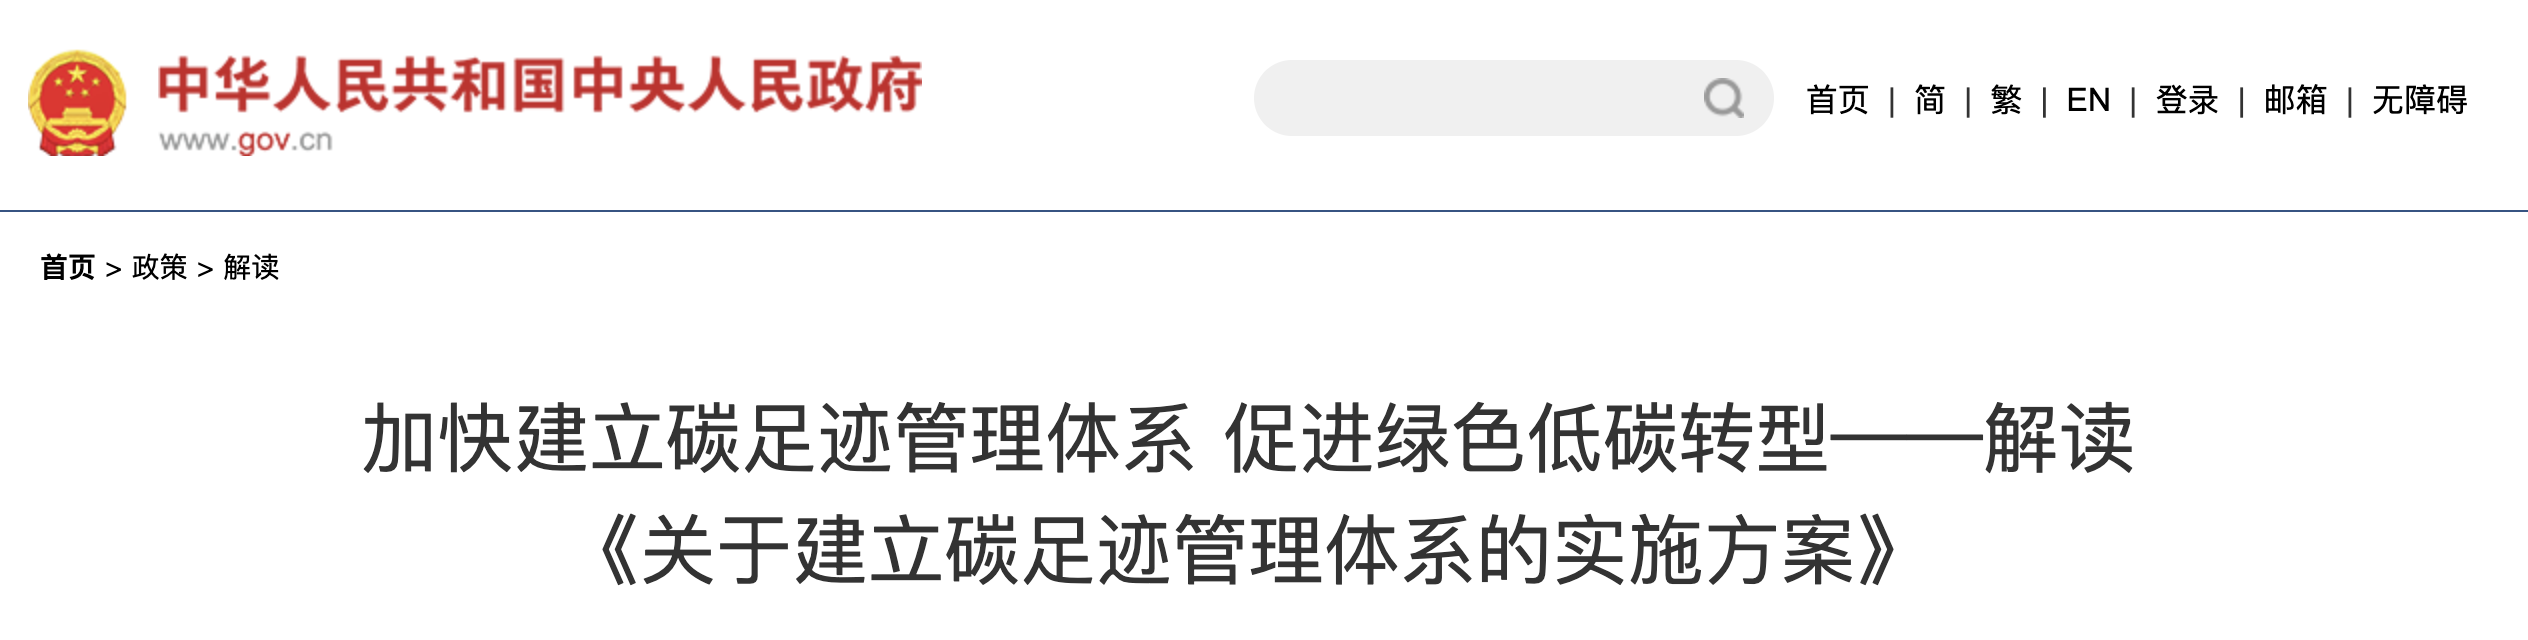 中华人民共和国中央人民政府
www.gov.cn
首页 | 简 | 繁 | EN | 登录 | 邮箱 | 无障碍
首页 > 政策 > 解读
加快建立碳足迹管理体系 促进绿色低碳转型——解读
《关于建立碳足迹管理体系的实施方案》